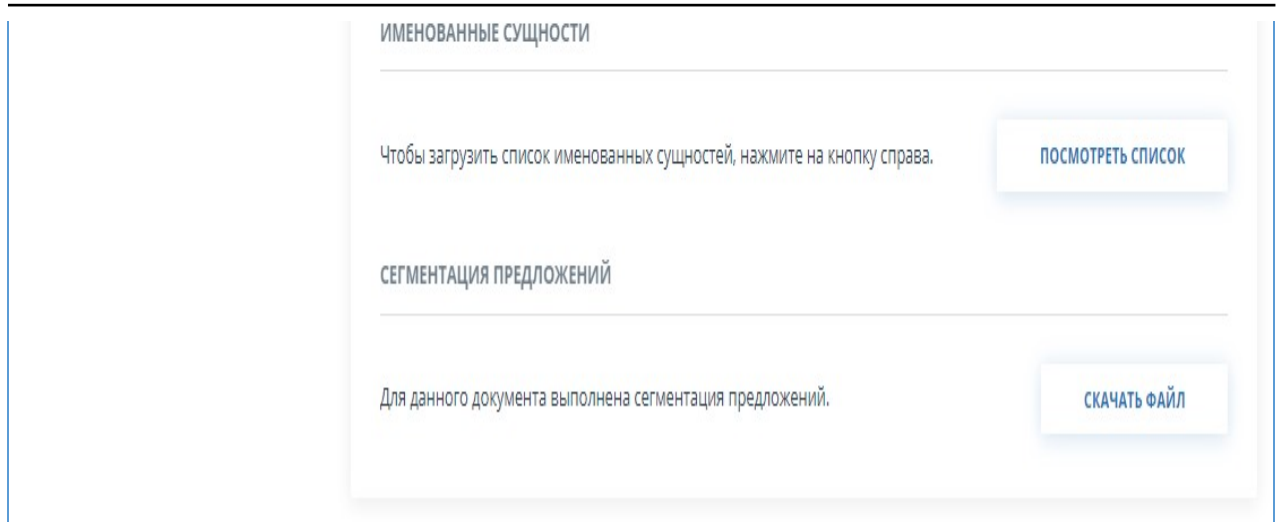 ИМЕНОВАННЫЕ СУЩНОСТИ
Чтобы загрузить список именованных сущностей, нажмите на кнопку справа.
ПОСМОТРЕТЬ СПИСОК
СЕГМЕНТАЦИЯ ПРЕДЛОЖЕНИЙ
Для данного документа выполнена сегментация предложений.
СКАЧАТЬ ФАЙЛ